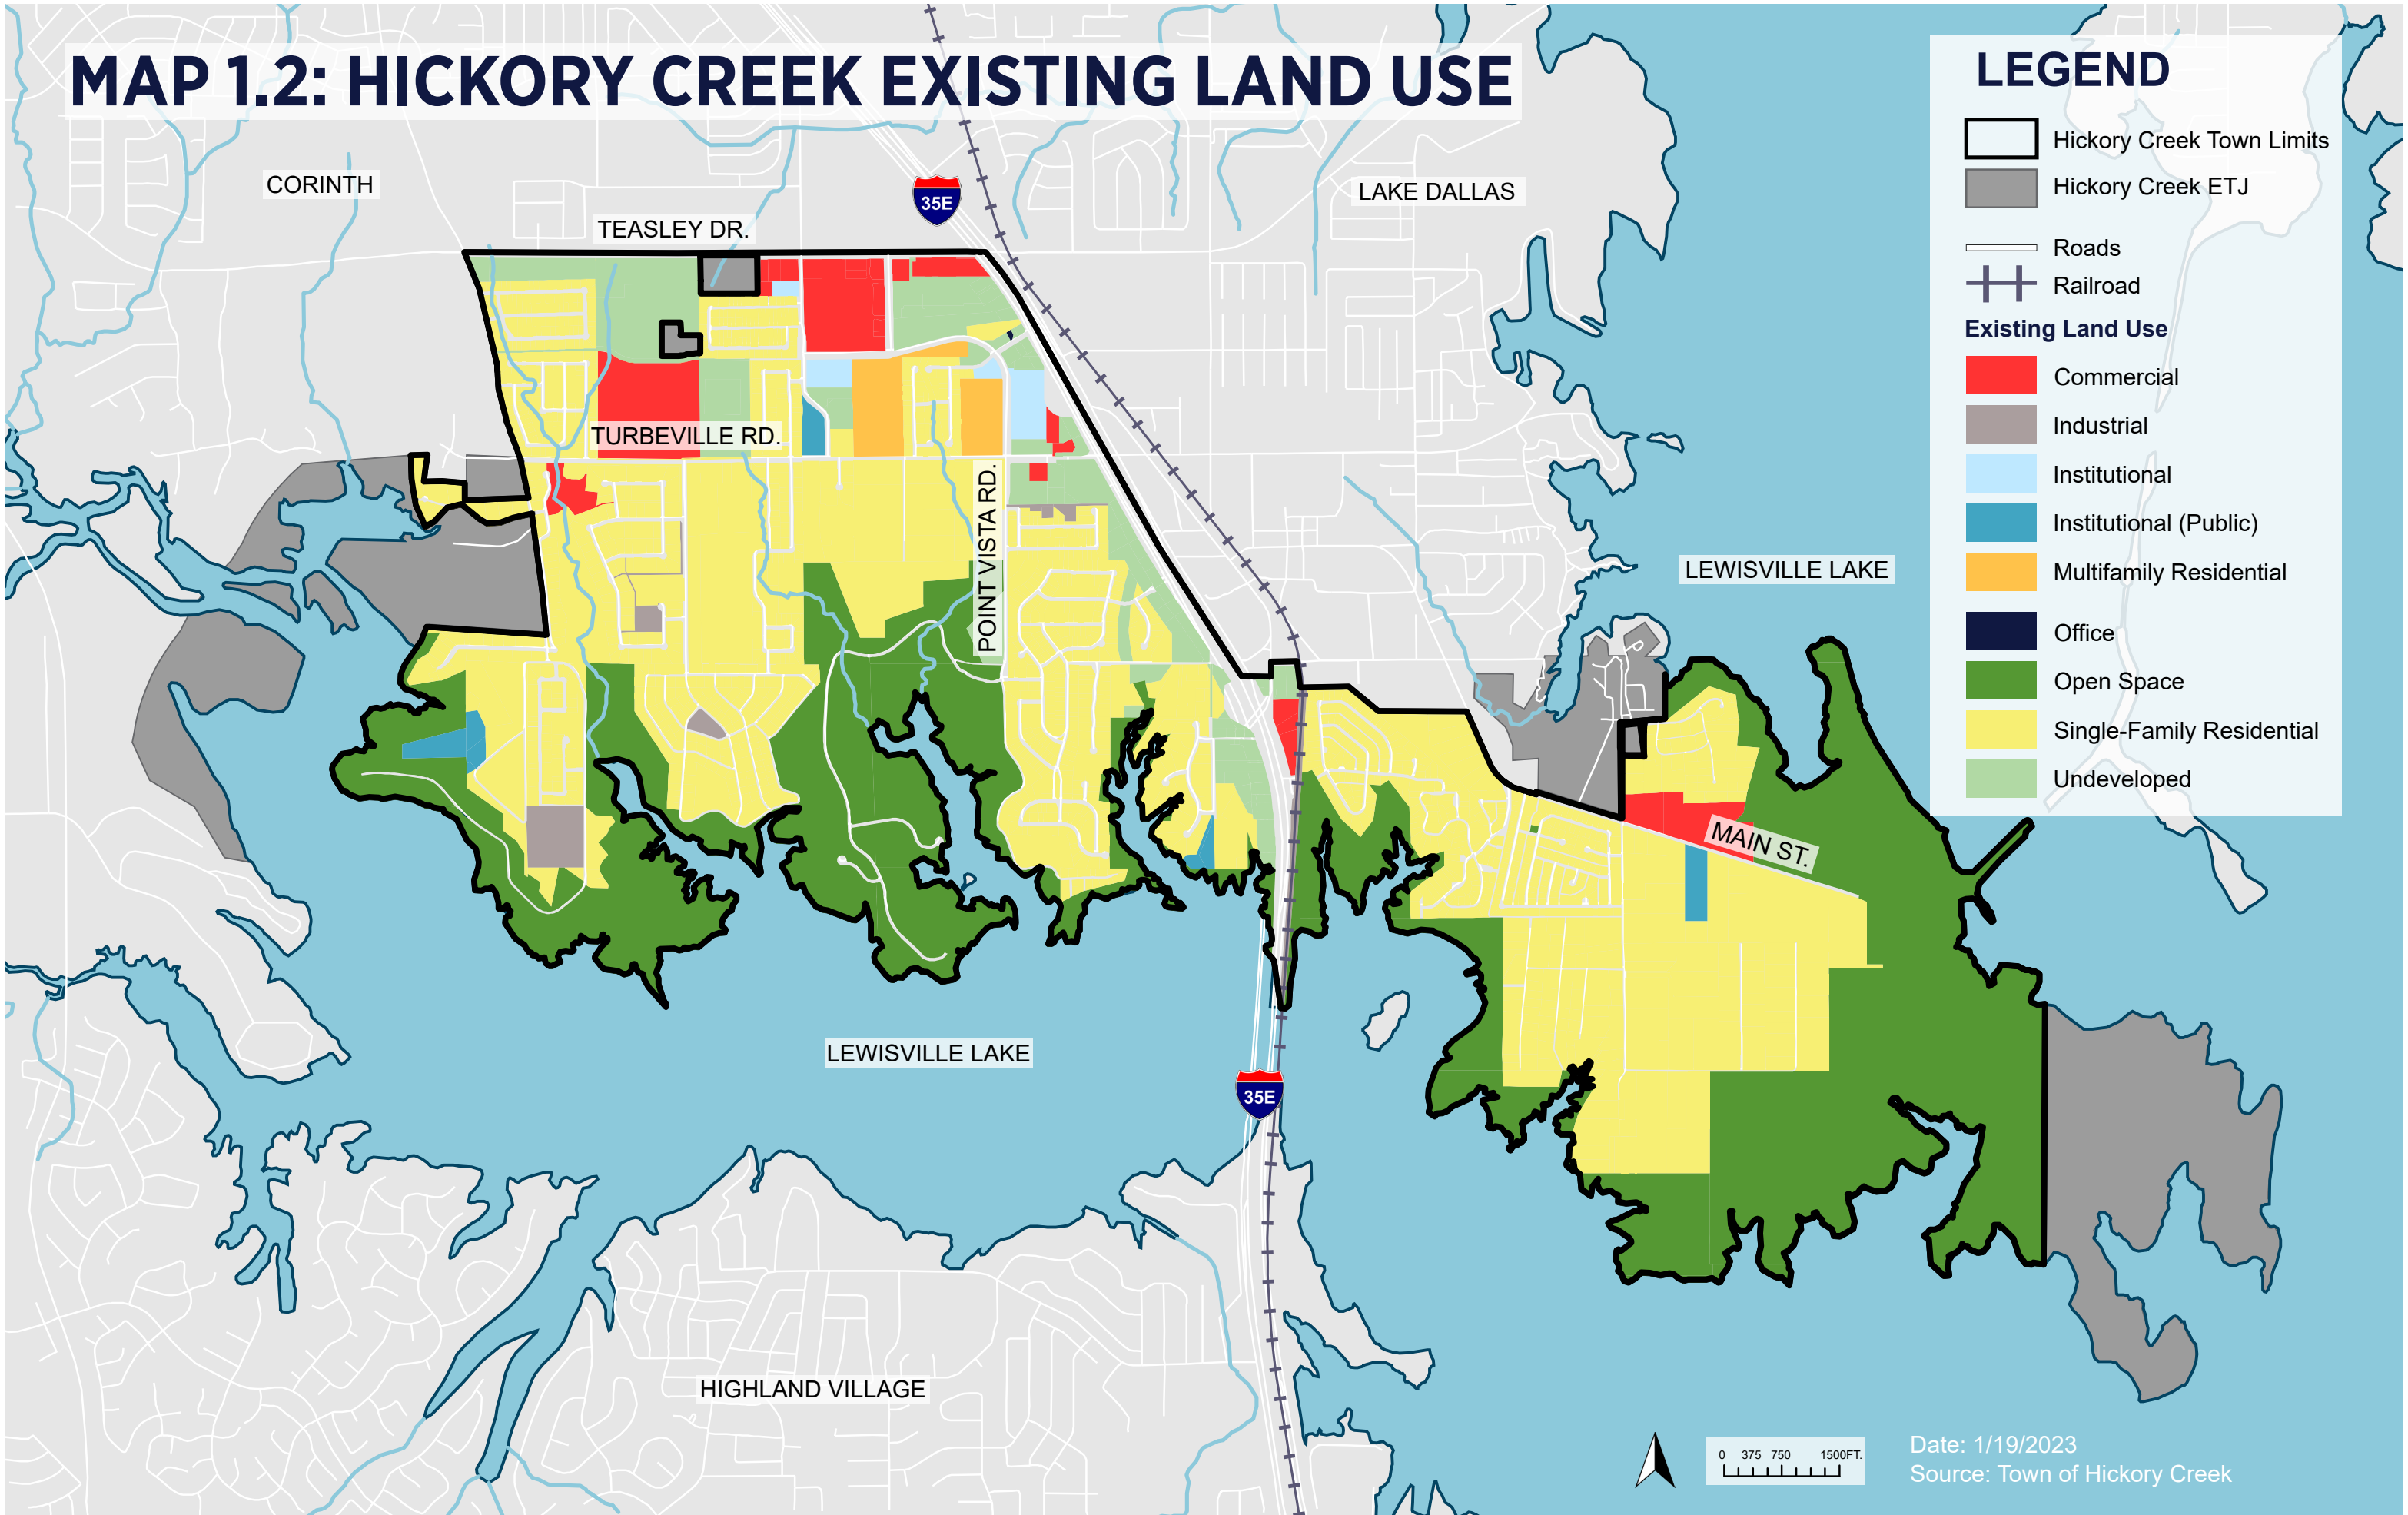 MAP 1.2: HICKORY CREEK EXISTING LAND USE
LEGEND
Hickory Creek Town Limits
Hickory Creek ETJ
Roads
Railroad
Existing Land Use
Commercial
Industrial
Institutional
Institutional (Public)
Multifamily Residential
Office
Open Space
Single-Family Residential
Undeveloped
CORINTH
35E
LAKE DALLAS
TEASLEY DR.
TURBEVILLE RD.
POINT VISTA RD.
LEWISVILLE LAKE
MAIN ST.
LEWISVILLE LAKE
35E
HIGHLAND VILLAGE
0 375 750 1500FT.
Date: 1/19/2023
Source: Town of Hickory Creek